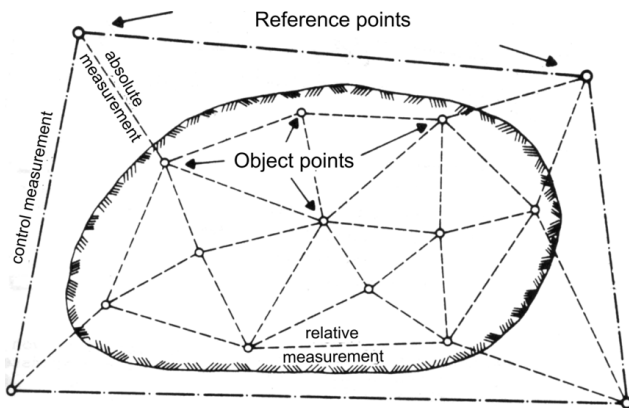 Reference points
absolute
measurement
control measurement
Object points
relative
measurement